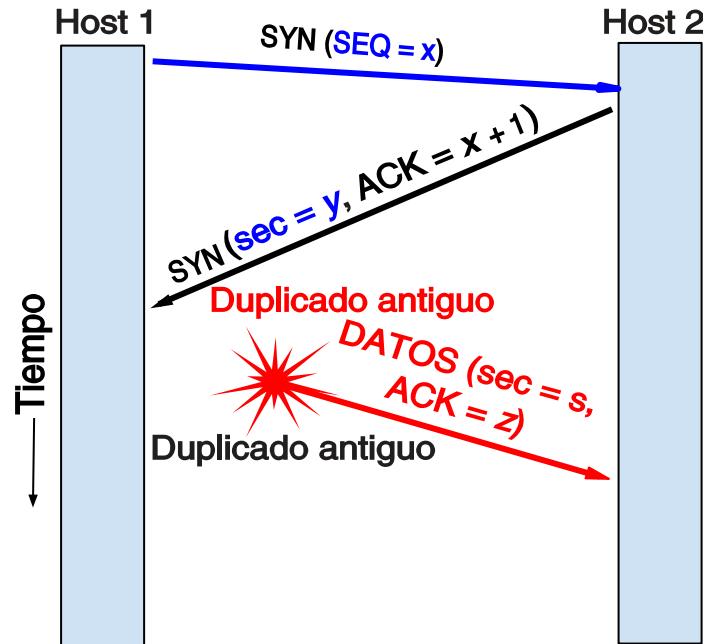 Host 1
Host 2
SYN (SEQ = x)
SYN (sec = y, ACK = x + 1)
Duplicado antiguo
DATOS (sec = s,
ACK = z)
Duplicado antiguo
Tiempo